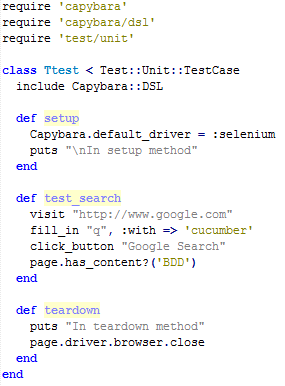 require 'capybara'
require 'capybara/dsl'
require 'test/unit'

class Ttest < Test::Unit::TestCase
  include Capybara::DSL

  def setup
    Capybara.default_driver = :selenium
    puts "\nIn setup method"
  end

  def test_search
    visit "http://www.google.com"
    fill_in "q", :with => 'cucumber'
    click_button "Google Search"
    page.has_content?('BDD')
  end

  def teardown
    puts "In teardown method"
    page.driver.browser.close
  end
end